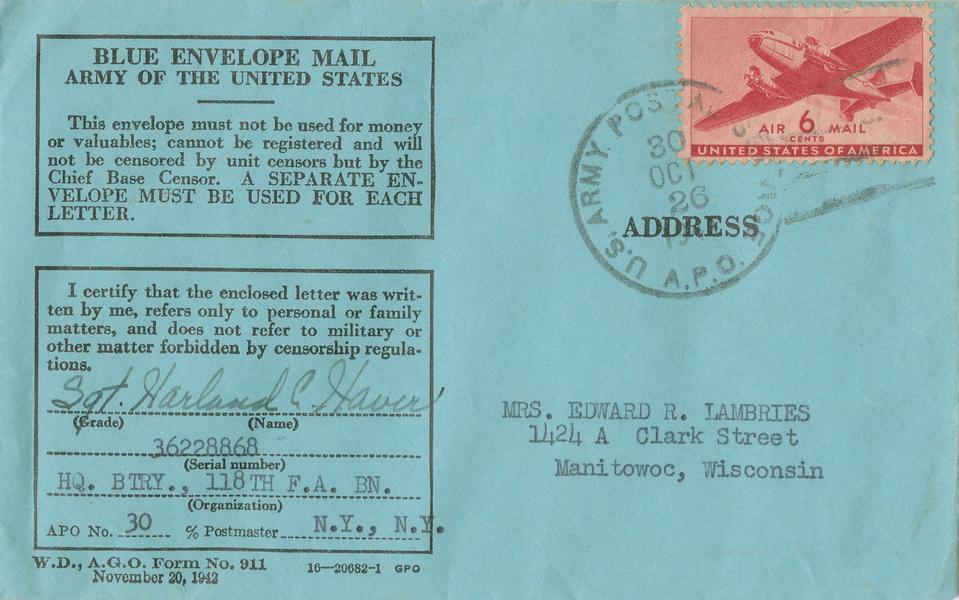 BLUE ENVELOPE MAIL
ARMY OF THE UNITED STATES
This envelope must not be used for money
or valuables; cannot be registered and will
not be censored by unit censors but by the
Chief Base Censor. A SEPARATE EN-
VELOPE MUST BE USED FOR EACH
LETTER.
I certify that the enclosed letter was writ-
ten by me, refers only to personal or family
matters, and does not refer to military or
other matter forbidden by censorship regula-
tions.
Sgt. Harland C Haver
(Grade) (Name)
36228868
(Serial number)
HQ. BTRY., 118TH F.A. BN.
(Organization)
APO No. 30 % Postmaster N.Y., N.Y.
W.D., A.G.O. Form No. 911
November 20, 1942
16—20682-1 GPO
AIR 6 MAIL
CENTS
UNITED STATES OF AMERICA
U.S. ARMY POSTAL
A.P.O.
30
OCT
26
ADDRESS
MRS. EDWARD R. LAMBRIES
1424 A Clark Street
Manitowoc, Wisconsin